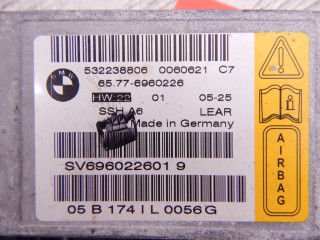 BMW
532238806 0060621 C7
65.77-6960226
HW 22 01 05-25
SSH A6 LEAR
Made in Germany
SV696022601 9
05 B 174 I L 0056 G
AIRBAG